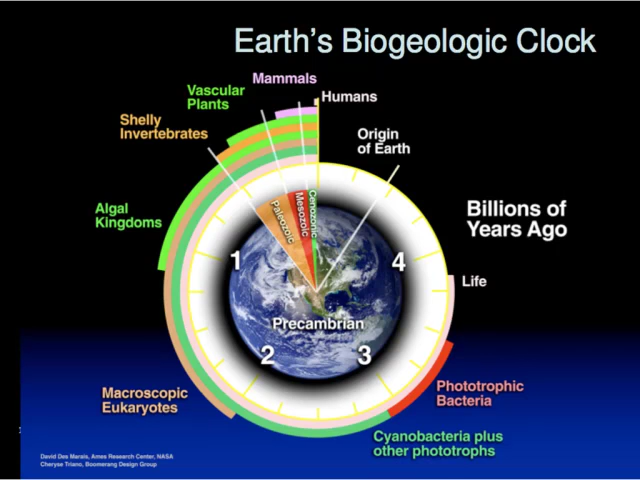 Earth's Biogeologic Clock
Mammals
Vascular
Plants
Humans
Shelly
Invertebrates
Origin
of Earth
Algal
Kingdoms
Billions of
Years Ago
Paleozoic
Mesozoic
Cenozonic
1
4
Life
Precambrian
2
3
Macroscopic
Eukaryotes
Phototrophic
Bacteria
Cyanobacteria plus
other phototrophs
David Des Marais, Ames Research Center, NASA
Cheryse Triano, Boomerang Design Group